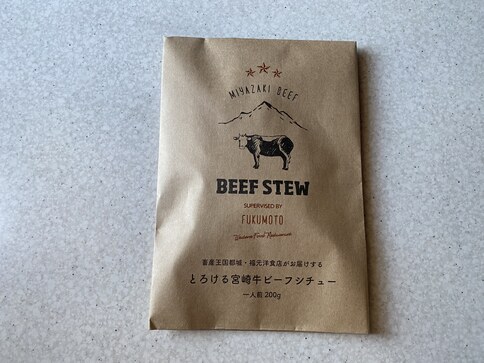 MIYAZAKI BEEF
BEEF STEW
SUPERVISED BY
FUKUMOTO
畜産王国都城・福元洋食店がお届けする
とろける宮崎牛ビーフシチュー
一人前 200g